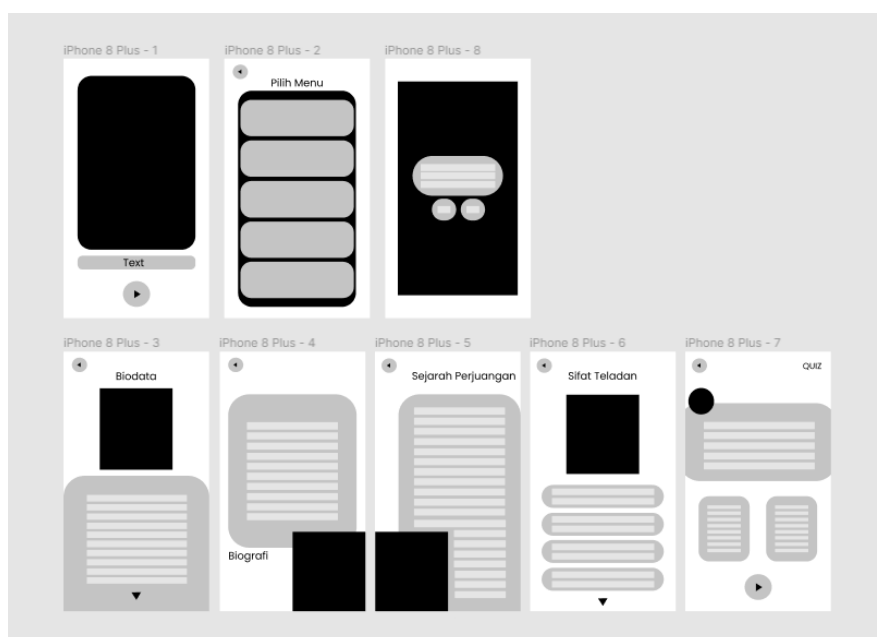 iPhone 8 Plus - 1
iPhone 8 Plus - 2
iPhone 8 Plus - 8
Pilih Menu
Text
iPhone 8 Plus - 3
iPhone 8 Plus - 4
iPhone 8 Plus - 5
iPhone 8 Plus - 6
iPhone 8 Plus - 7
Biodata
Sejarah Perjuangan
Sifat Teladan
QUIZ
Biografi